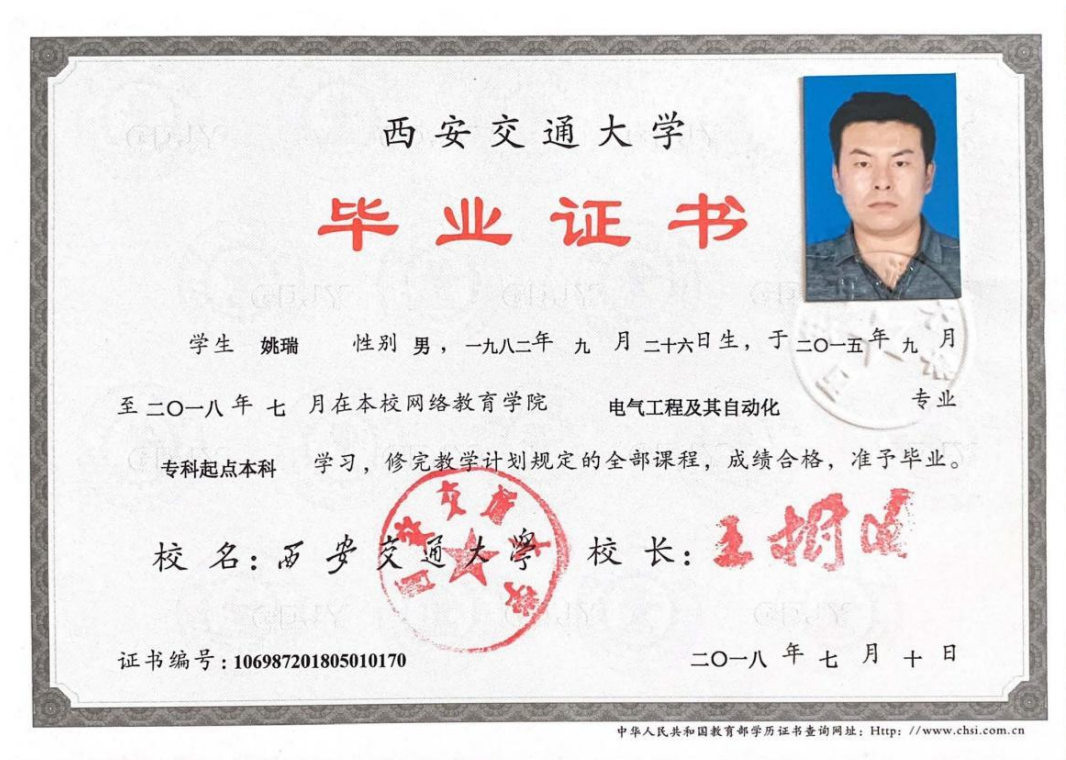 西安交通大学
毕业证书
学生 姚瑞 性别 男，一九八二年 九 月 二十六日生，于 二〇一五 年 九 月
至 二〇一八 年 七 月在本校网络教育学院 电气工程及其自动化 专业
专科起点本科 学习，修完教学计划规定的全部课程，成绩合格，准予毕业。
校 名：西安交通大学 校 长：王树国
证书编号：106987201805010170 二〇一八 年 七 月 十 日
中华人民共和国教育部学历证书查询网址：Http：//www.chsi.com.cn